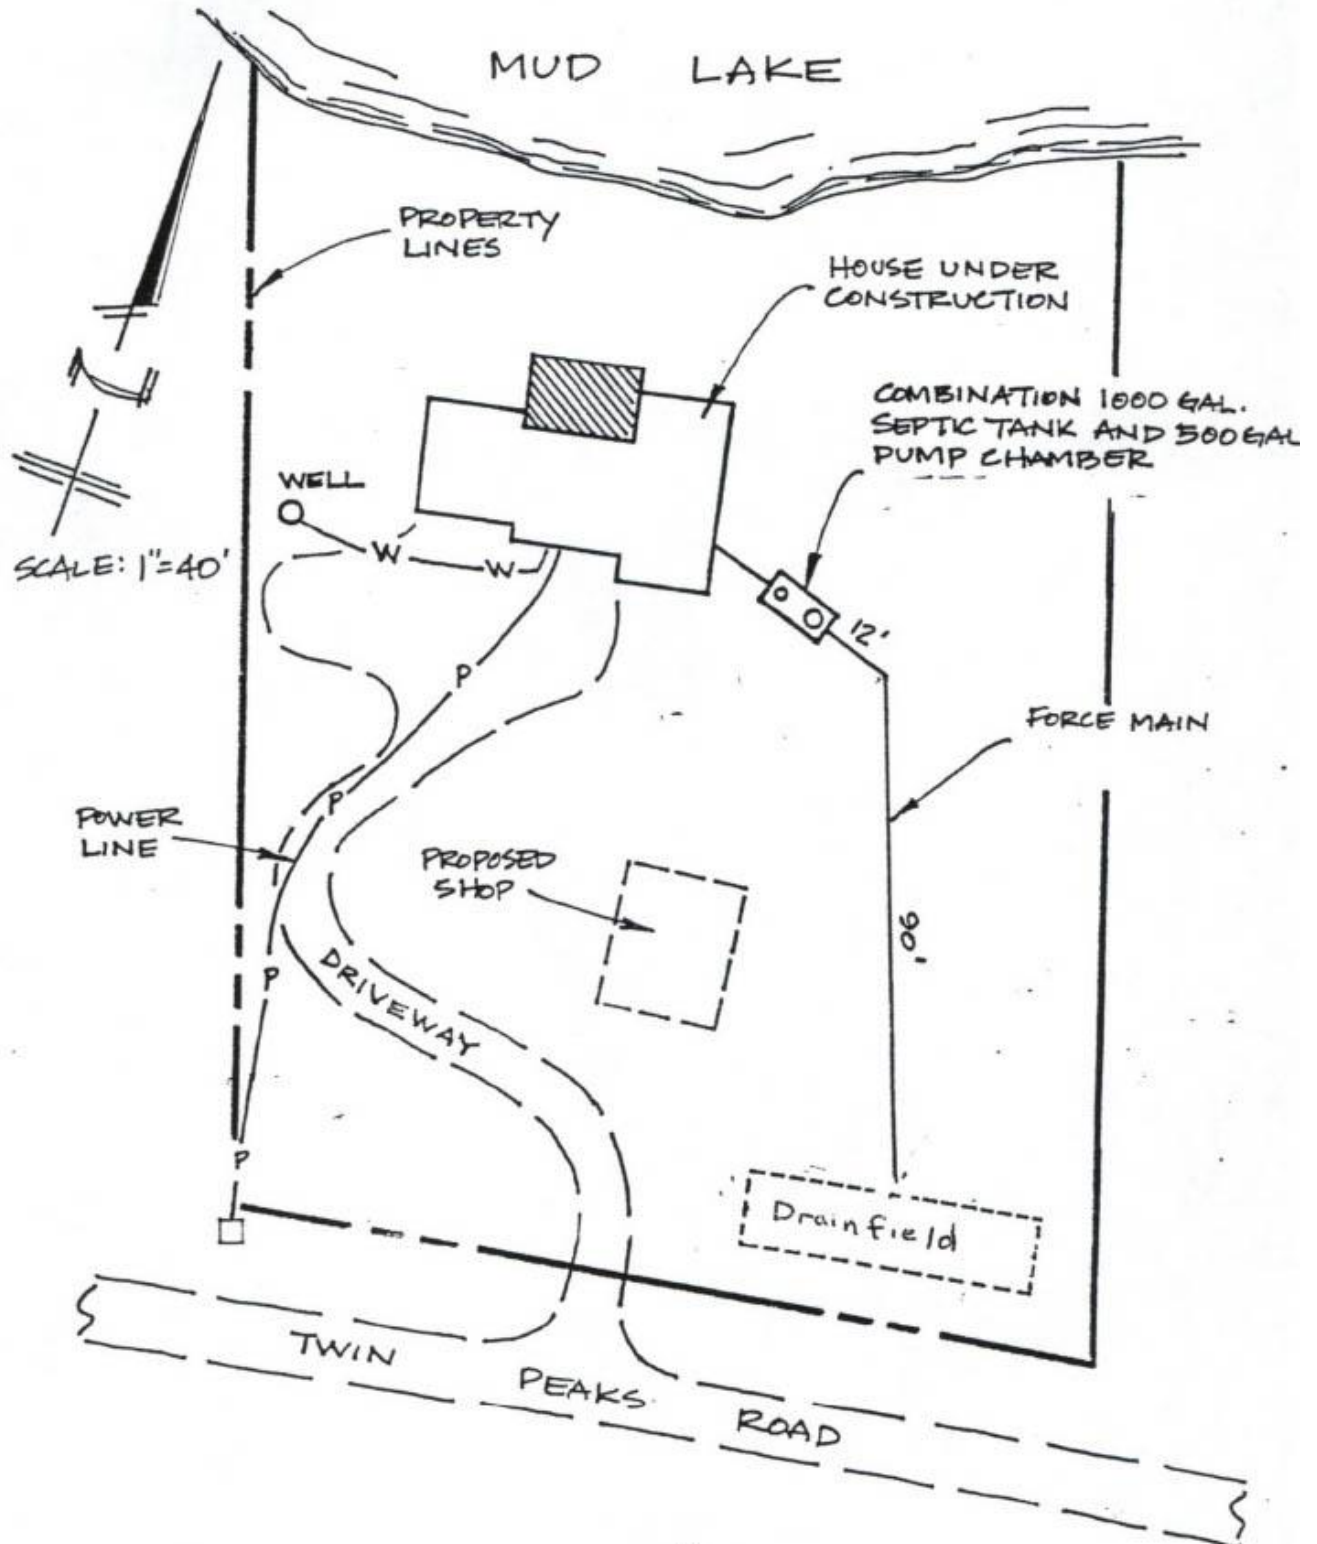 MUD LAKE
PROPERTY
LINES
HOUSE UNDER
CONSTRUCTION
COMBINATION 1000 GAL.
SEPTIC TANK AND 500 GAL
PUMP CHAMBER
WELL
W W
SCALE: 1"=40'
12'
P
FORCE MAIN
P
POWER
LINE
PROPOSED
SHOP
90'
P
DRIVEWAY
P
Drainfield
TWIN PEAKS ROAD